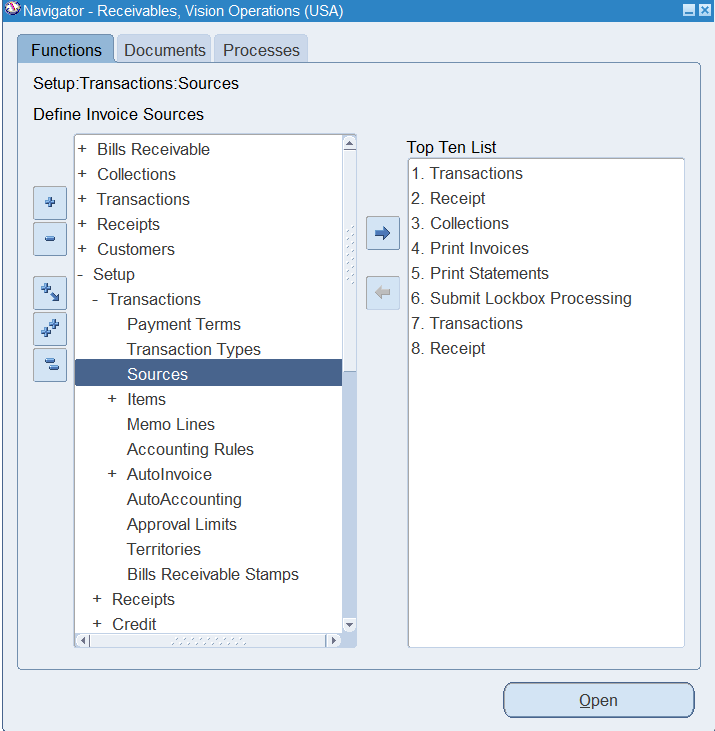 Navigator - Receivables, Vision Operations (USA)
Functions
Documents
Processes
Setup:Transactions:Sources
Define Invoice Sources
+ Bills Receivable
+ Collections
+ Transactions
+ Receipts
+ Customers
- Setup
- Transactions
Payment Terms
Transaction Types
Sources
+ Items
Memo Lines
Accounting Rules
+ AutoInvoice
AutoAccounting
Approval Limits
Territories
Bills Receivable Stamps
+ Receipts
+ Credit
Top Ten List
1. Transactions
2. Receipt
3. Collections
4. Print Invoices
5. Print Statements
6. Submit Lockbox Processing
7. Transactions
8. Receipt
Open